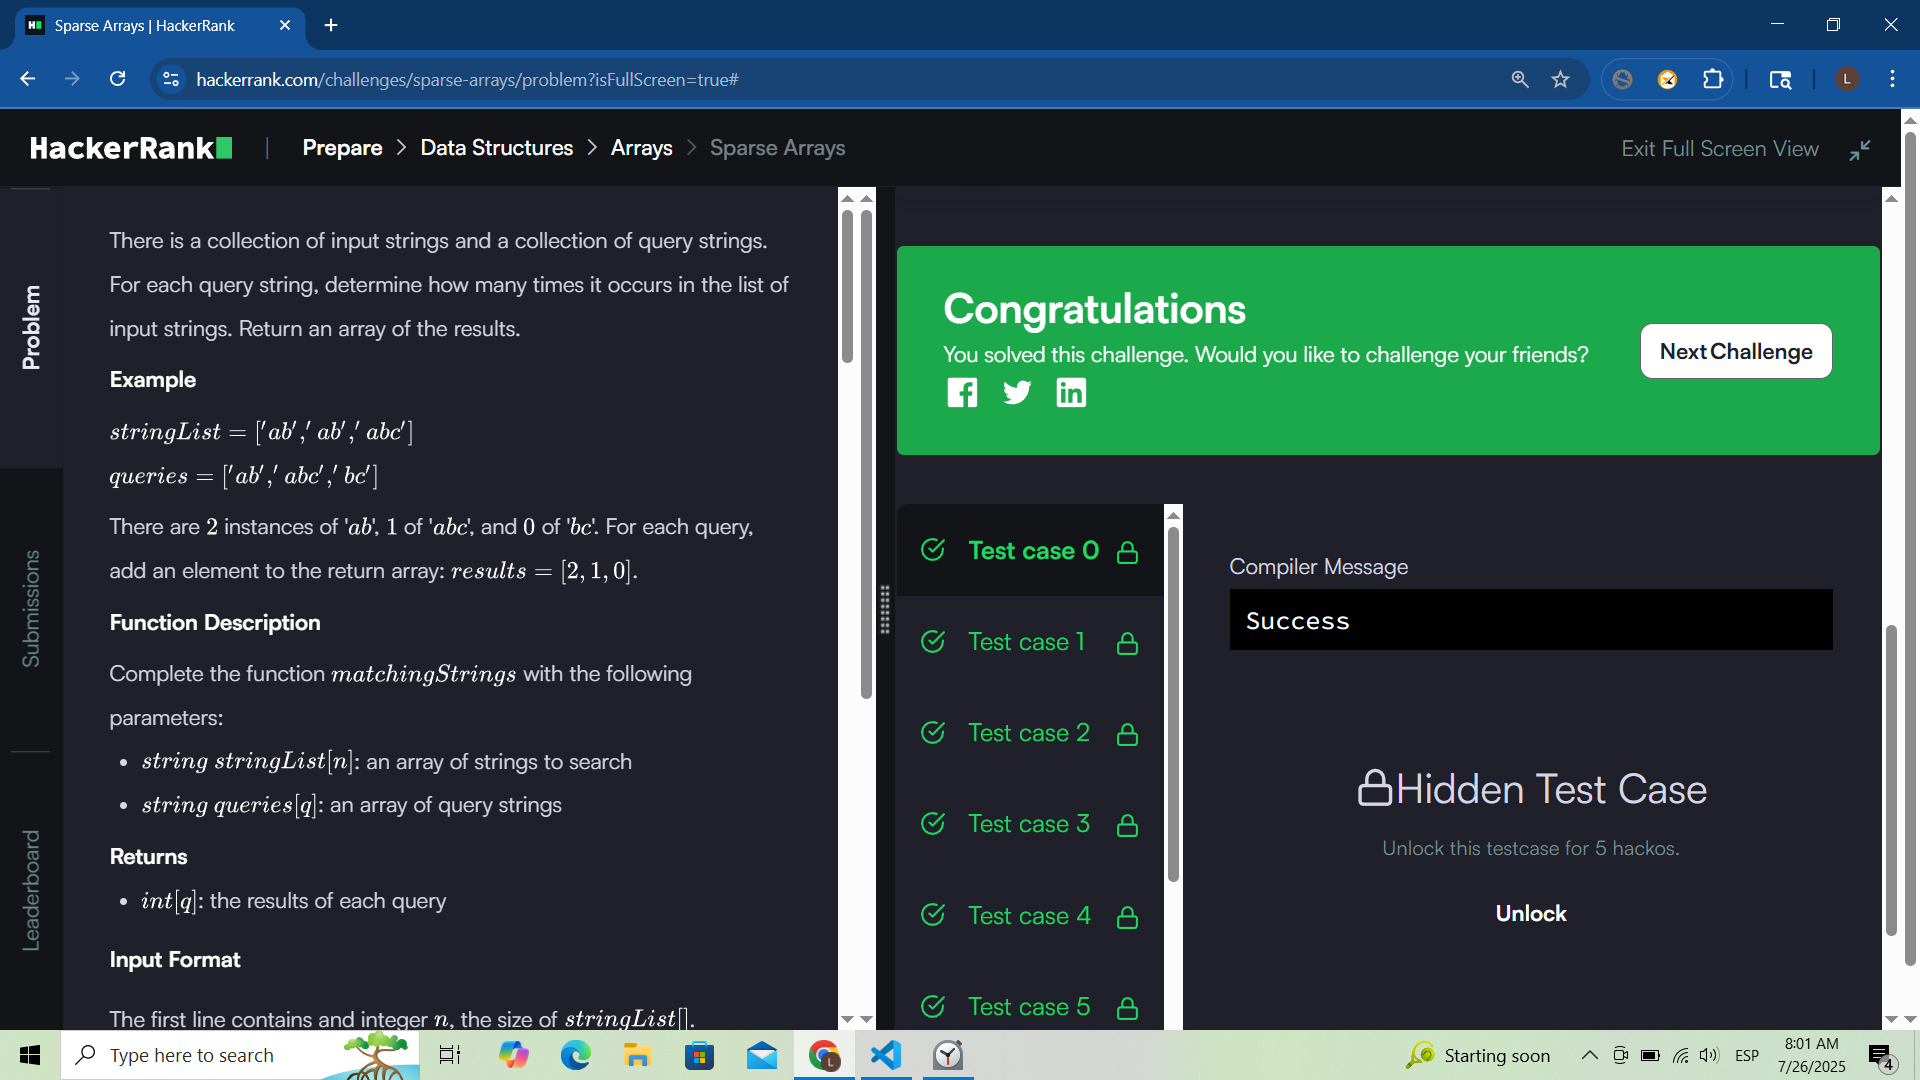 Sparse Arrays | HackerRank
hackerrank.com/challenges/sparse-arrays/problem?isFullScreen=true#
L
HackerRank
Prepare > Data Structures > Arrays > Sparse Arrays
Exit Full Screen View
Problem
Submissions
Leaderboard
There is a collection of input strings and a collection of query strings.
For each query string, determine how many times it occurs in the list of
input strings. Return an array of the results.
Example
stringList = ['ab',' ab',' abc']
queries = ['ab',' abc',' bc']
There are 2 instances of 'ab', 1 of 'abc', and 0 of 'bc'. For each query,
add an element to the return array: results = [2, 1, 0].
Function Description
Complete the function matchingStrings with the following
parameters:
• string stringList[n]: an array of strings to search
• string queries[q]: an array of query strings
Returns
• int[q]: the results of each query
Input Format
The first line contains and integer n, the size of stringList[].
Congratulations
You solved this challenge. Would you like to challenge your friends?
Next Challenge
Test case 0
Test case 1
Test case 2
Test case 3
Test case 4
Test case 5
Compiler Message
Success
Hidden Test Case
Unlock this testcase for 5 hackos.
Unlock
Type here to search
L
Starting soon
ESP
8:01 AM
7/26/2025
4